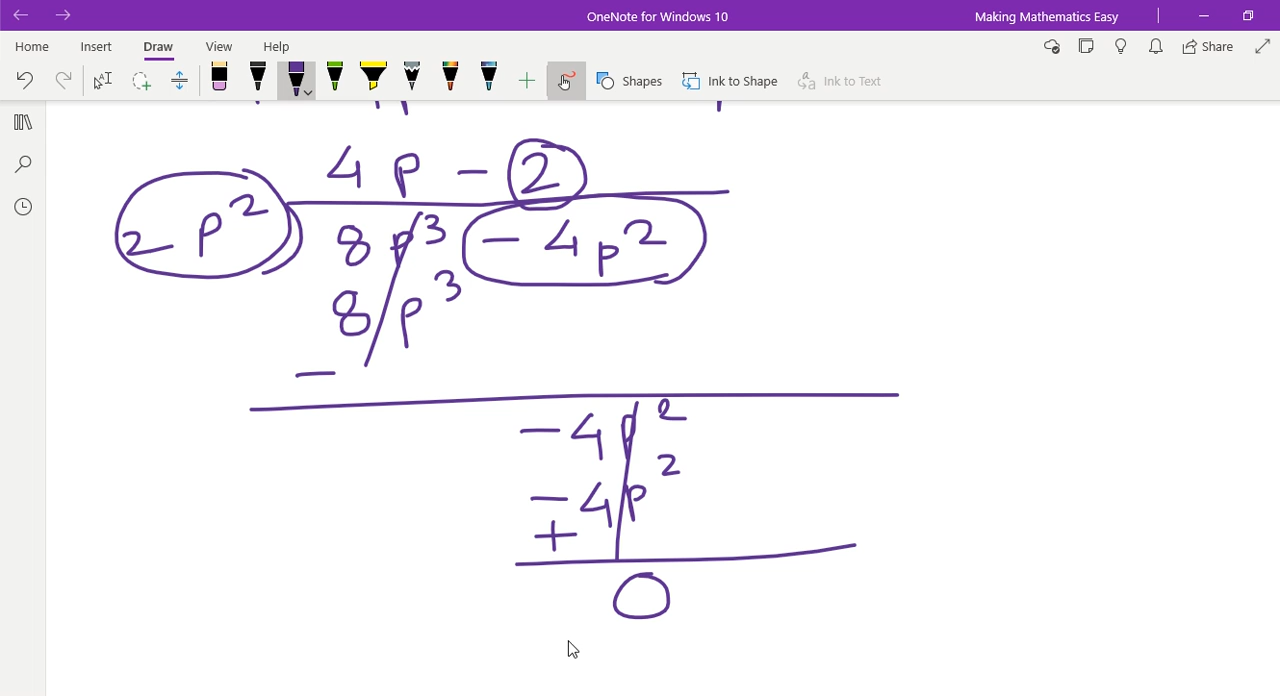 OneNote for Windows 10
Making Mathematics Easy
Home Insert Draw View Help
Share
Shapes Ink to Shape Ink to Text
4p - 2
2p² 8p³ - 4p²
8p³
-
-4p²
-4p²
+
0